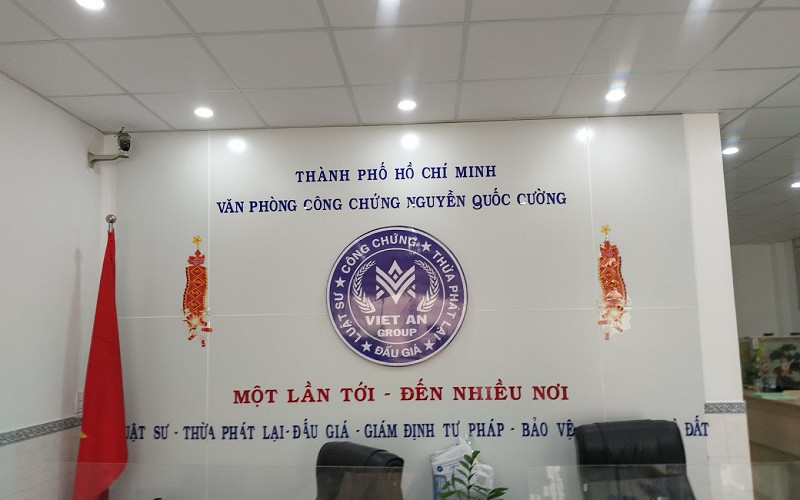 THÀNH PHỐ HỒ CHÍ MINH
VĂN PHÒNG CÔNG CHỨNG NGUYỄN QUỐC CƯỜNG
LUẬT SƯ ★ CÔNG CHỨNG ★ THỪA PHÁT LẠI ★ ĐẤU GIÁ
VIET AN
GROUP
MỘT LẦN TỚI - ĐẾN NHIỀU NƠI
UẬT SƯ - THỪA PHÁT LẠI-ĐẤU GIÁ - GIÁM ĐỊNH TƯ PHÁP - BẢO VỆ ĐẤT